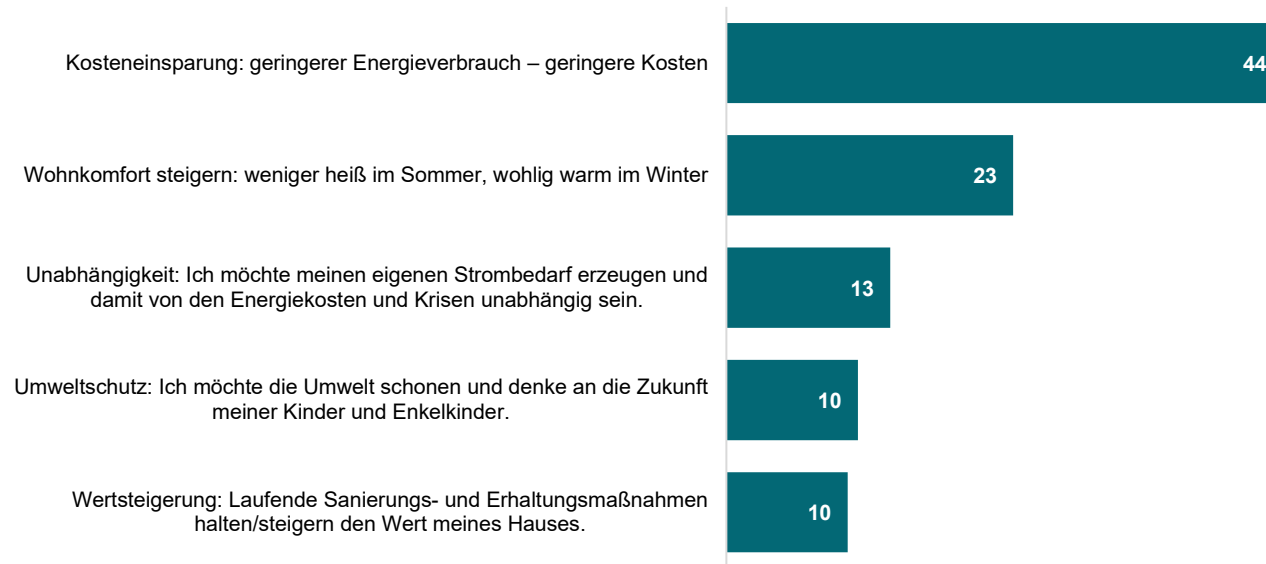 Kosteneinsparung: geringerer Energieverbrauch – geringere Kosten
44
Wohnkomfort steigern: weniger heiß im Sommer, wohlig warm im Winter
23
Unabhängigkeit: Ich möchte meinen eigenen Strombedarf erzeugen und
damit von den Energiekosten und Krisen unabhängig sein.
13
Umweltschutz: Ich möchte die Umwelt schonen und denke an die Zukunft
meiner Kinder und Enkelkinder.
10
Wertsteigerung: Laufende Sanierungs- und Erhaltungsmaßnahmen
halten/steigern den Wert meines Hauses.
10